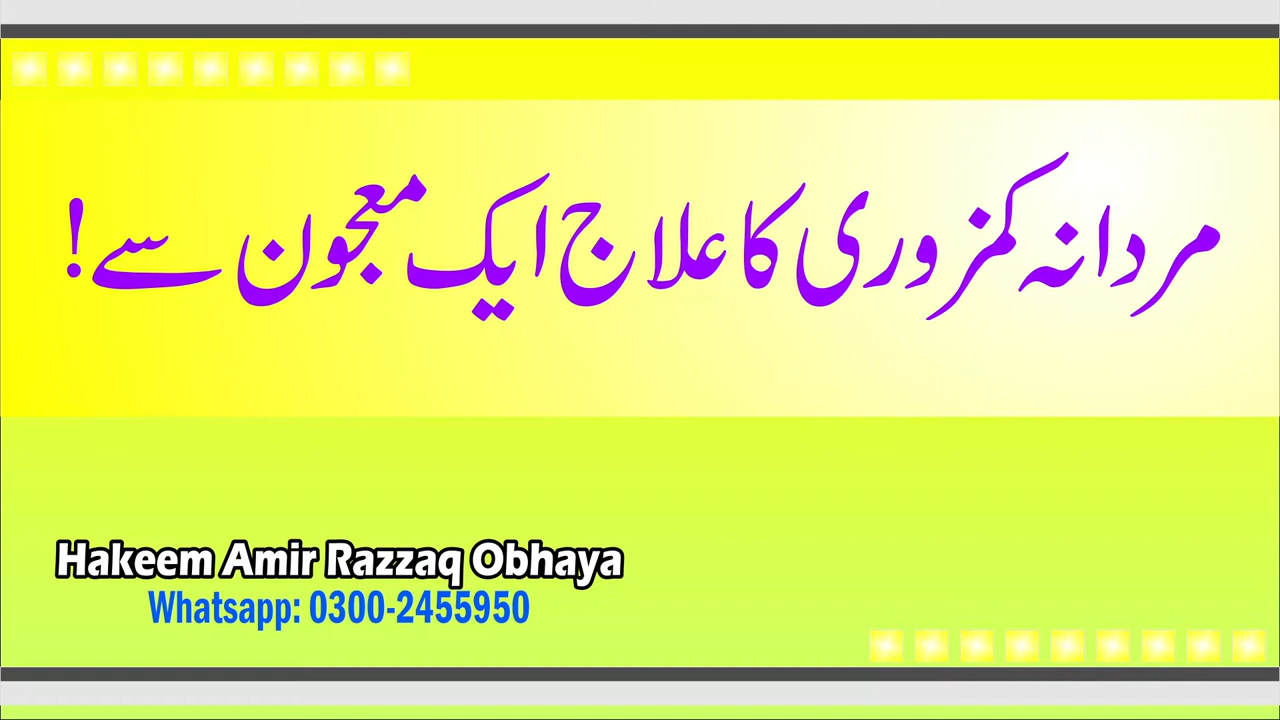 مردانہ کمزوری کا علاج ایک معجون سے!
Hakeem Amir Razzaq Obhaya
Whatsapp: 0300-2455950